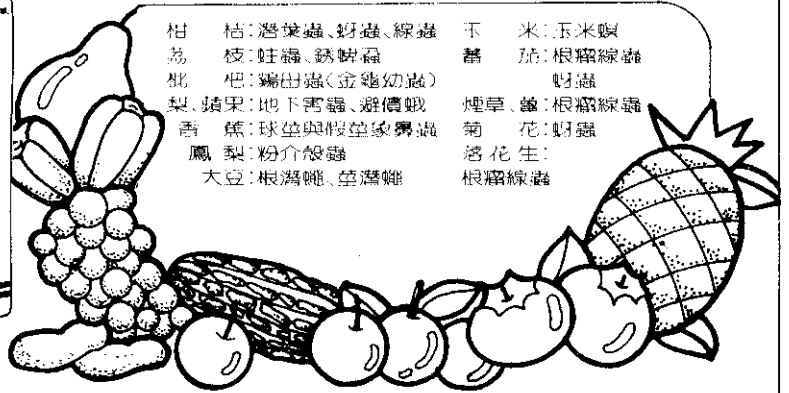 柑　桔:潛葉蟲、蚜蟲、線蟲
荔　枝:蛀蟲、銹蜱蝨
枇　杷:雞母蟲(金龜幼蟲)
梨、蘋果:地下害蟲、避債蛾
香　蕉:球莖與假莖象鼻蟲
鳳　梨:粉介殼蟲
大豆:根潛蠅、莖潛蠅
玉　米:玉米螟
蕃　茄:根瘤線蟲
蚜蟲
煙草、:根瘤線蟲
菊　花:蚜蟲
落花生:
根瘤線蟲